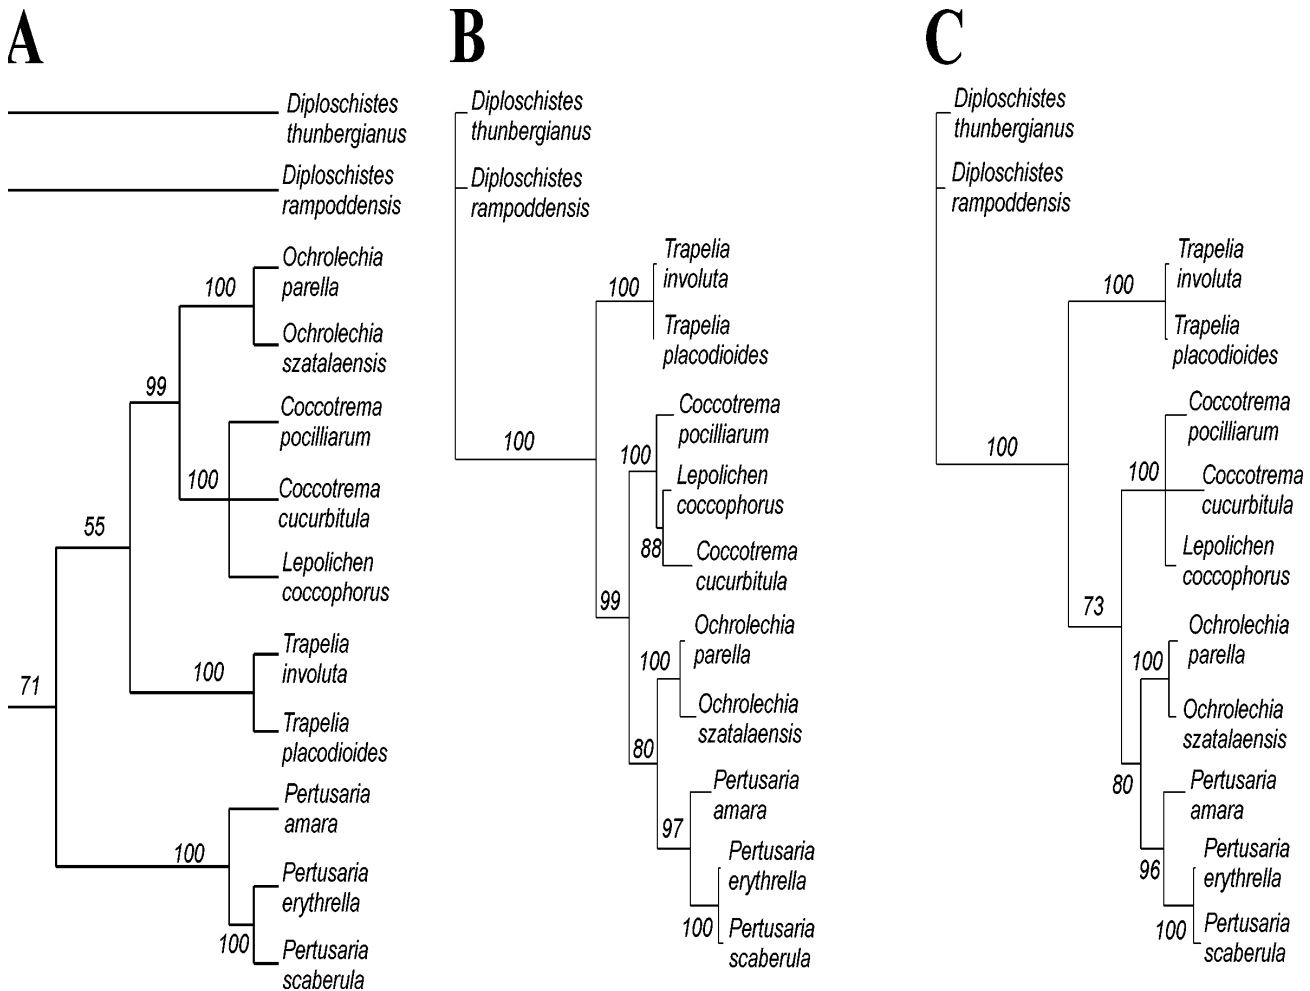 A
Diploschistes
thunbergianus
Diploschistes
rampoddensis
Ochrolechia
parella
100
Ochrolechia
szatalaensis
99
Coccotrema
pocilliarum
100
Coccotrema
cucurbitula
55
Lepolichen
coccophorus
Trapelia
involuta
100
71
Trapelia
placodioides
Pertusaria
amara
100
Pertusaria
erythrella
100
Pertusaria
scaberula
B
Diploschistes
thunbergianus
Diploschistes
rampoddensis
Trapelia
involuta
100
Trapelia
placodioides
Coccotrema
pocilliarum
100
100
Lepolichen
coccophorus
88
Coccotrema
cucurbitula
99
Ochrolechia
parella
100
Ochrolechia
szatalaensis
80
Pertusaria
amara
97
Pertusaria
erythrella
100
Pertusaria
scaberula
C
Diploschistes
thunbergianus
Diploschistes
rampoddensis
Trapelia
involuta
100
Trapelia
placodioides
Coccotrema
pocilliarum
100
100
Coccotrema
cucurbitula
Lepolichen
coccophorus
73
Ochrolechia
parella
100
Ochrolechia
szatalaensis
80
Pertusaria
amara
96
Pertusaria
erythrella
100
Pertusaria
scaberula